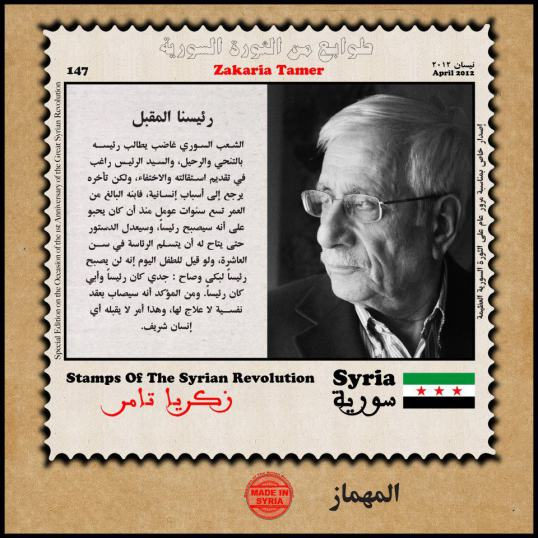 طوابع من الثورة السورية
147
Zakaria Tamer
نيسان ٢٠١٢
April 2012
Special Edition on the Occasion of the 1st Anniversary of the Great Syrian Revolution
رئيسنا المقبل
الشعب السوري غاضب يطالب رئيسه
بالتنحي والرحيل، والسيد الرئيس راغب
في تقديم استقالته والاختفاء، ولكن تأخره
يرجع إلى أسباب إنسانية، فابنه البالغ من
العمر تسع سنوات عومل منذ أن كان يحبو
على أنه سيصبح رئيساً، وسيعدل الدستور
حتى يتاح له أن يتسلم الرئاسة في سن
العاشرة، ولو قيل للطفل اليوم إنه لن يصبح
رئيساً لبكى وصاح : جدي كان رئيساً وأبي
كان رئيساً. ومن المؤكد أنه سيصاب بعقد
نفسية لا علاج لها، وهذا أمر لا يقبله أي
إنسان شريف.
إصدار خاص بمناسبة مرور عام على الثورة السورية العظيمة
Stamps Of The Syrian Revolution
زكريا تامر
Syria
سورية
MADE IN
SYRIA
المهماز